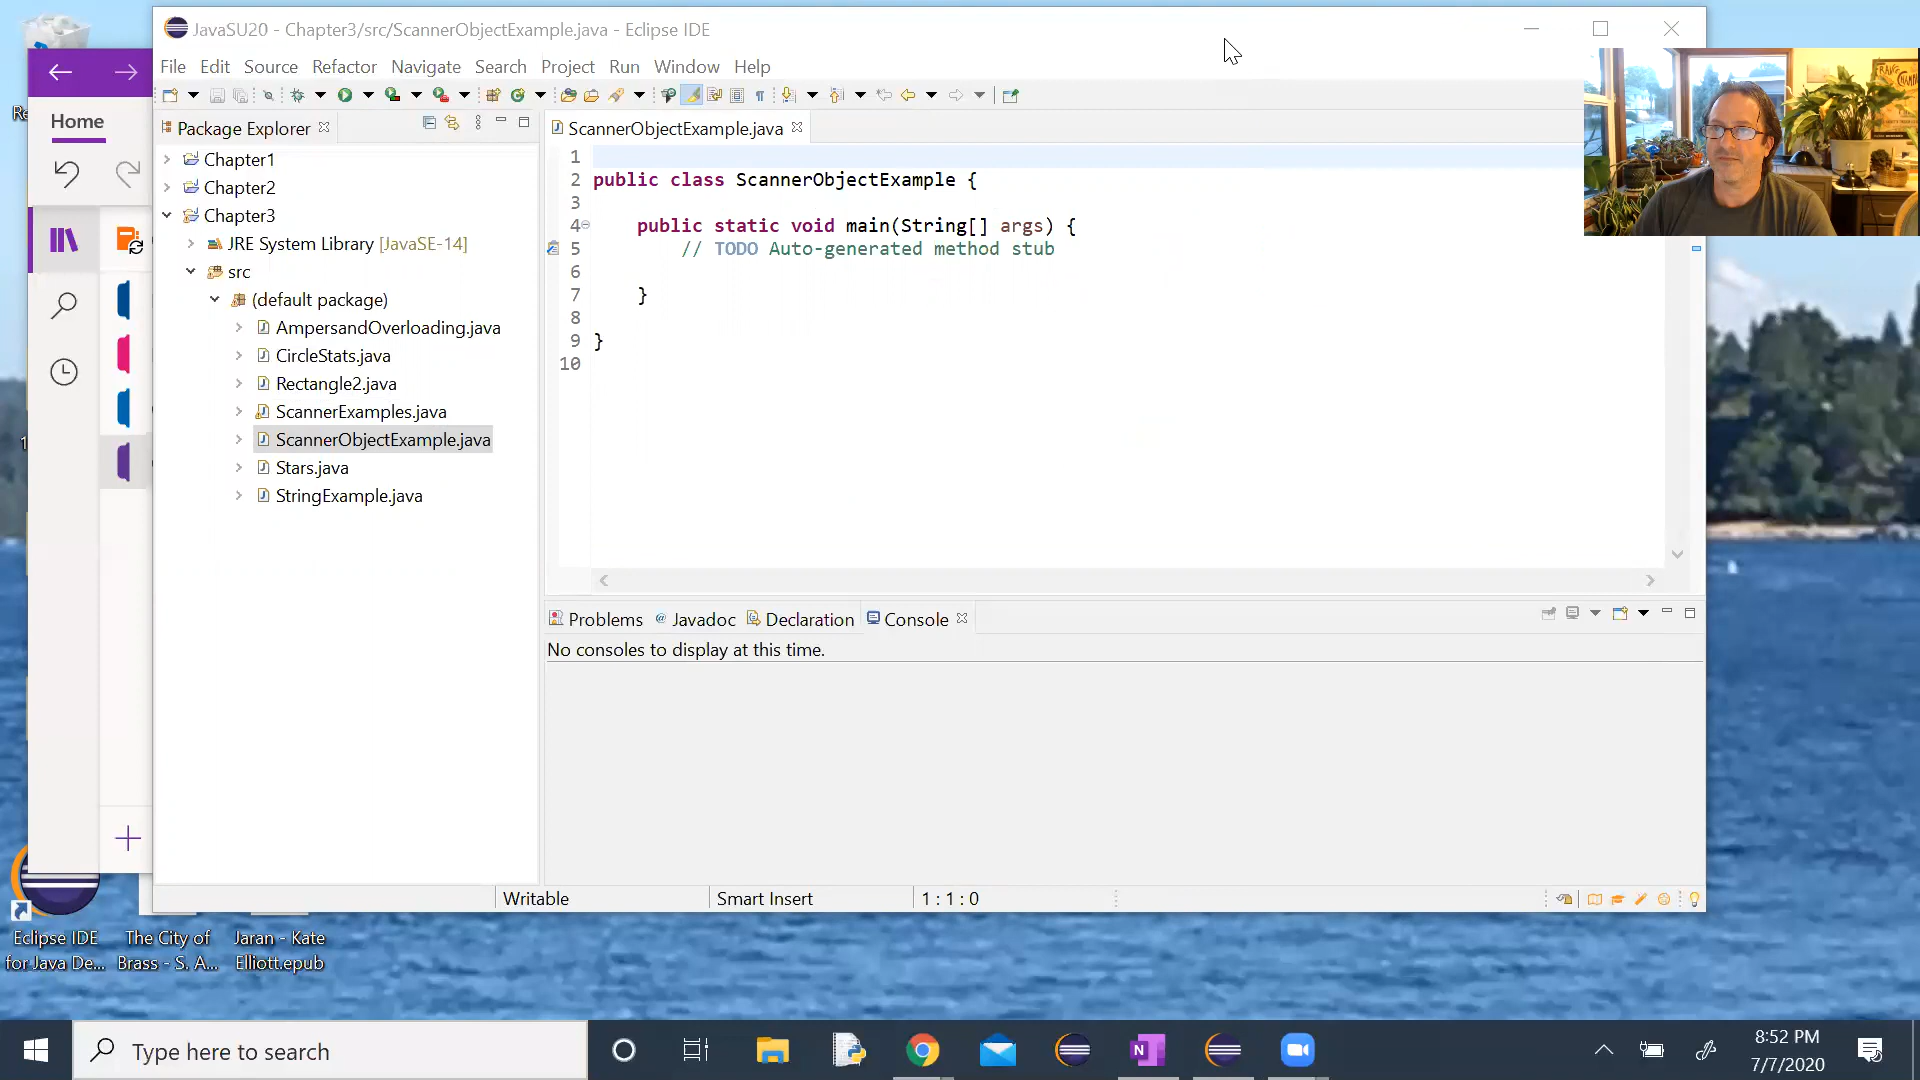 JavaSU20 - Chapter3/src/ScannerObjectExample.java - Eclipse IDE
File Edit Source Refactor Navigate Search Project Run Window Help
Home
Package Explorer
ScannerObjectExample.java
Chapter1
Chapter2
Chapter3
JRE System Library [JavaSE-14]
src
(default package)
AmpersandOverloading.java
CircleStats.java
Rectangle2.java
ScannerExamples.java
ScannerObjectExample.java
Stars.java
StringExample.java
1
2 public class ScannerObjectExample {
3
4 public static void main(String[] args) {
5 // TODO Auto-generated method stub
6
7 }
8
9 }
10
Problems @ Javadoc Declaration Console
No consoles to display at this time.
Writable Smart Insert 1 : 1 : 0
Eclipse IDE
for Java De...
The City of
Brass - S. A...
Jaran - Kate
Elliott.epub
Type here to search
N
8:52 PM
7/7/2020